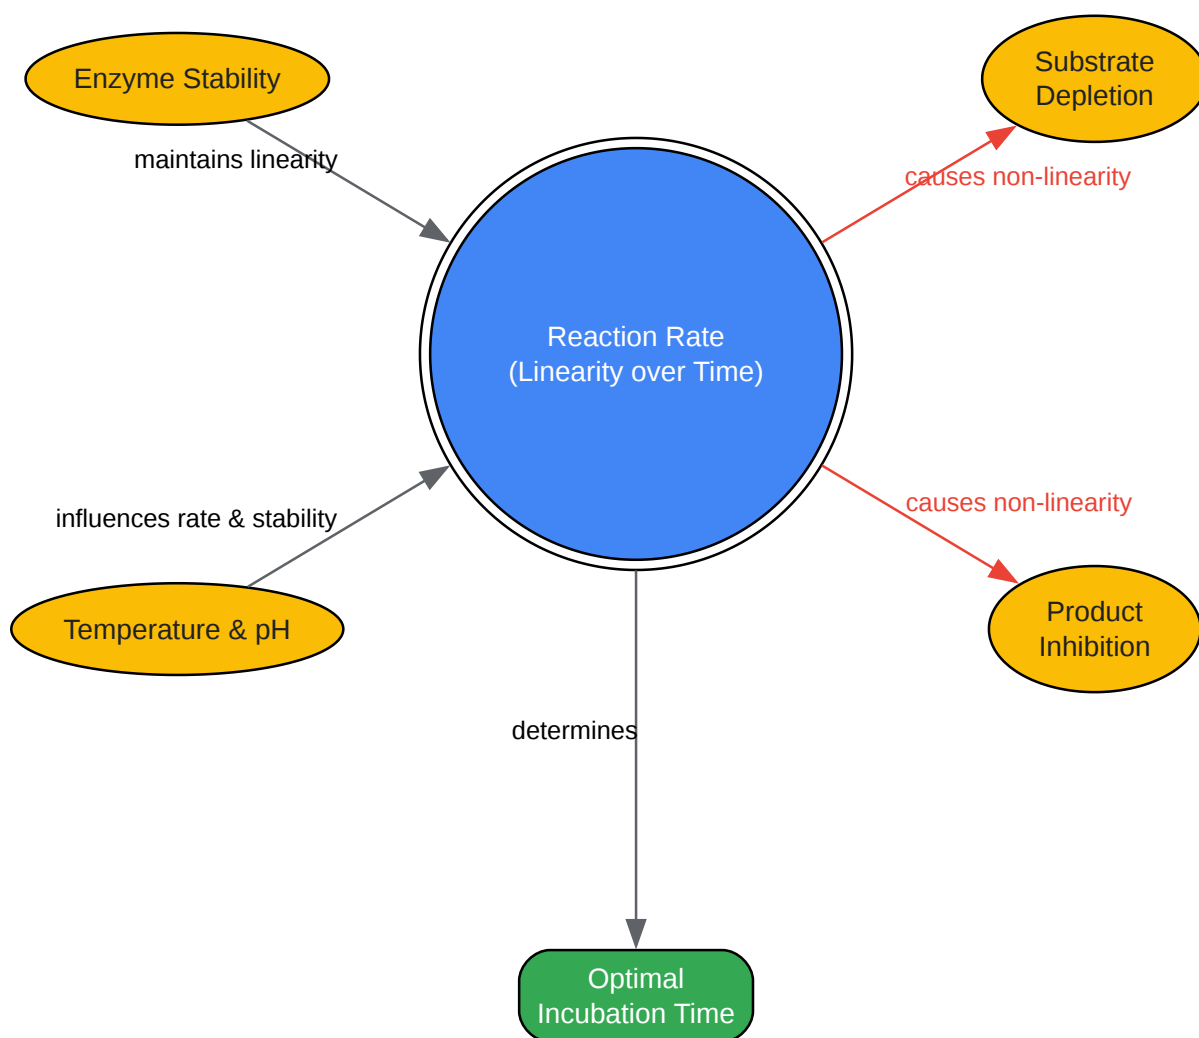 Enzyme Stability
Substrate
Depletion
maintains linearity
causes non-linearity
Reaction Rate
(Linearity over Time)
influences rate & stability
causes non-linearity
Temperature & pH
Product
Inhibition
determines
Optimal
Incubation Time